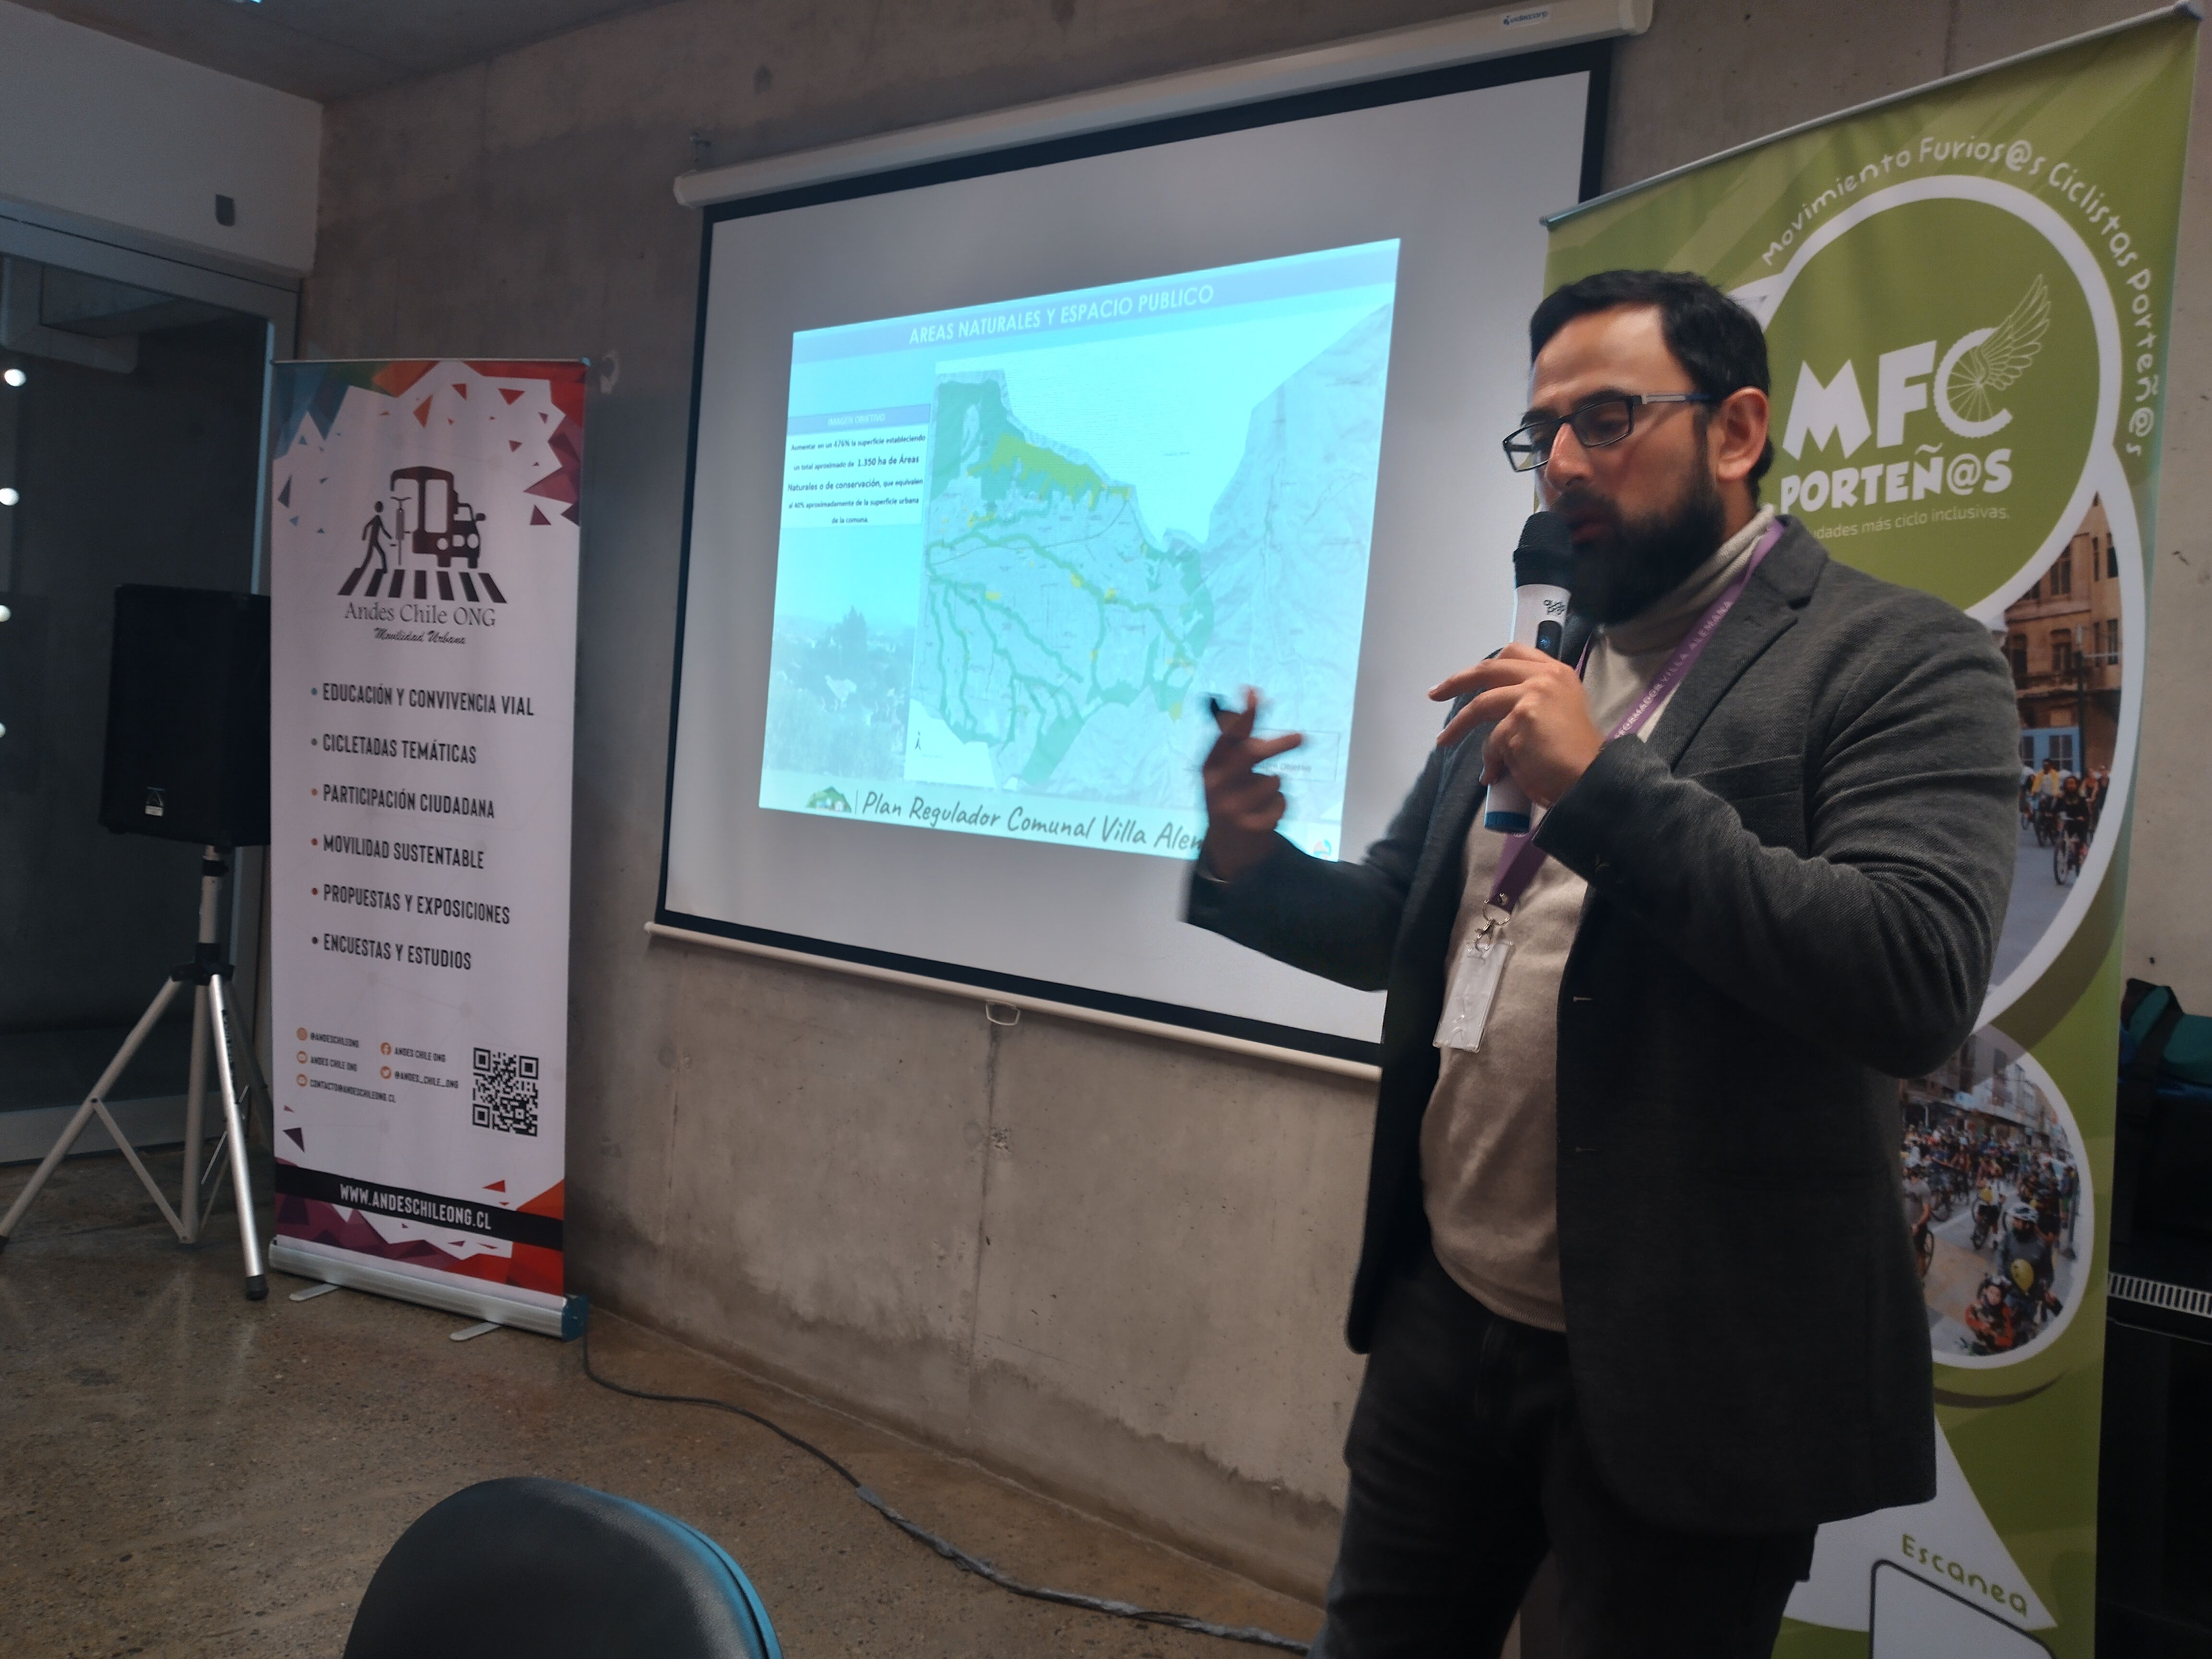 Andes Chile ONG
Movilidad Urbana
• EDUCACIÓN Y CONVIVENCIA VIAL
• CICLETADAS TEMÁTICAS
• PARTICIPACIÓN CIUDADANA
• MOVILIDAD SUSTENTABLE
• PROPUESTAS Y EXPOSICIONES
• ENCUESTAS Y ESTUDIOS
@ANDESCHILEONG
ANDES CHILE ONG
ANDES CHILE ONG
@ANDES_CHILE_ONG
CONTACTO@ANDESCHILEONG.CL
WWW.ANDESCHILEONG.CL
AREAS NATURALES Y ESPACIO PUBLICO
IMAGEN OBJETIVO
Aumentar en un 476% la superficie estableciendo
un total aproximado de 1.350 ha de Áreas
Naturales o de conservación, que equivalen
al 40% aproximadamente de la superficie urbana
de la comuna.
Plan Regulador Comunal Villa Alem
VILLA ALEMANA
Movimiento Furios@s Ciclistas Porteñ@s
MFC
PORTEÑ@S
más ciclo inclusivas.
Escanea